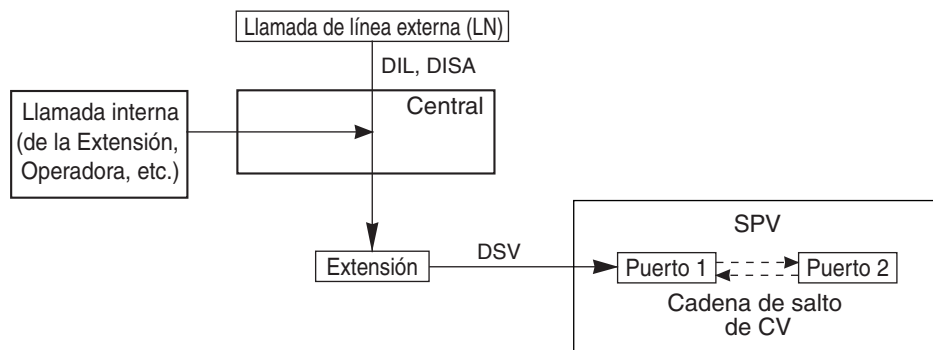 Llamada de línea externa (LN)
DIL, DISA
Central
Llamada interna
(de la Extensión,
Operadora, etc.)
SPV
Extensión
DSV
Puerto 1
Puerto 2
Cadena de salto
de CV